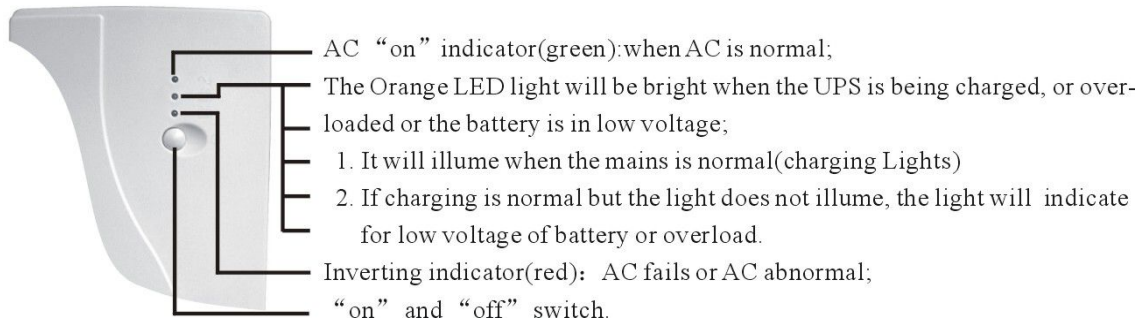 AC “on” indicator(green):when AC is normal;
The Orange LED light will be bright when the UPS is being charged, or over-
loaded or the battery is in low voltage;
1. It will illume when the mains is normal(charging Lights)
2. If charging is normal but the light does not illume, the light will indicate
for low voltage of battery or overload.
Inverting indicator(red): AC fails or AC abnormal;
“on” and “off” switch.